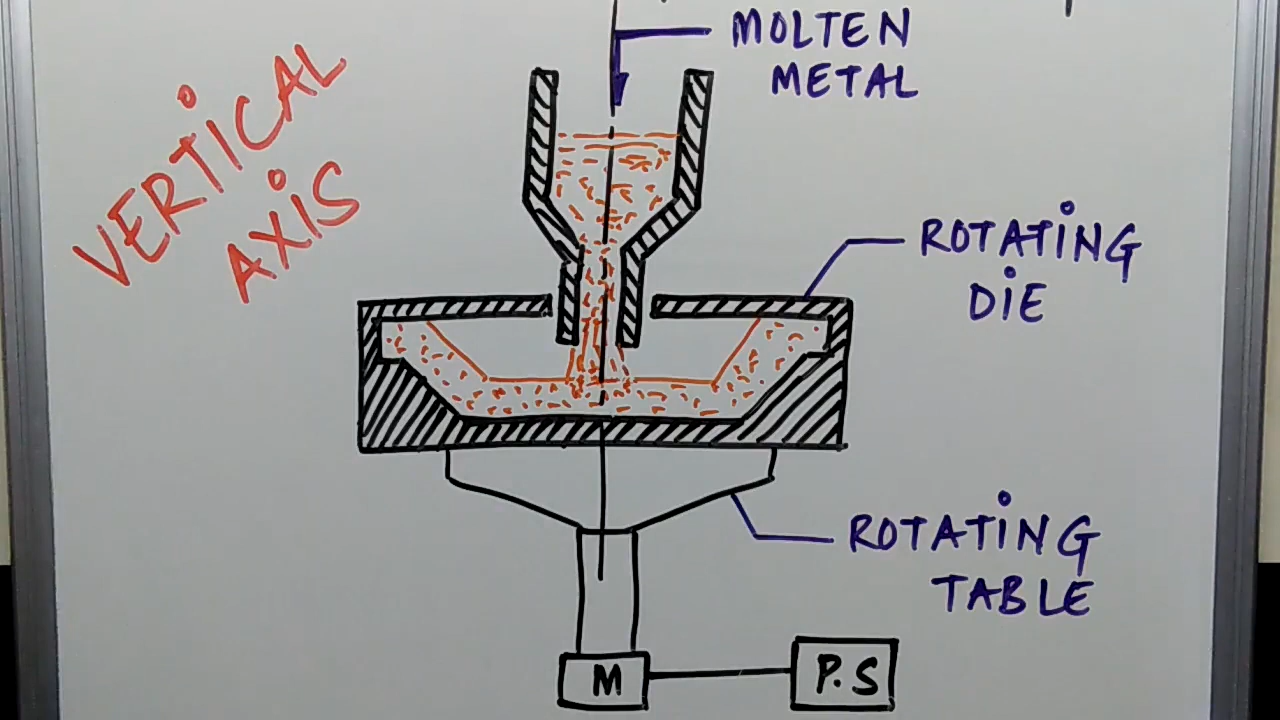 MOLTEN
METAL
VERTICAL
AXIS
ROTATING
DIE
ROTATING
TABLE
M
P.S